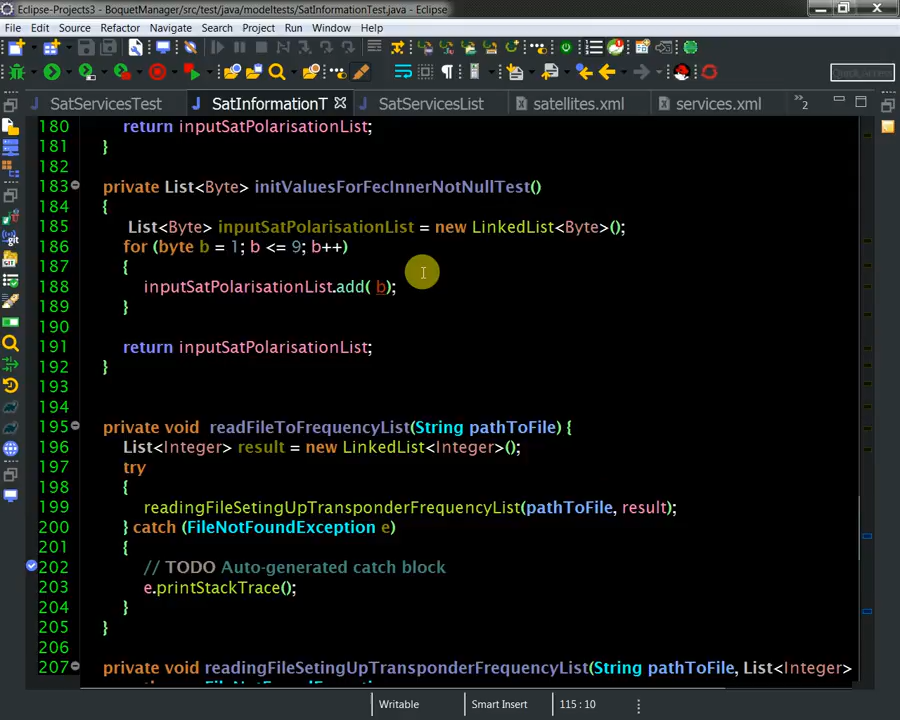 Eclipse-Projects3 - BoquetManager/src/test/java/modeltests/SatInformationTest.java - Eclipse
File Edit Source Refactor Navigate Search Project Run Window Help
Quick Access
SatServicesTest SatInformationT SatServicesList satellites.xml services.xml »2
180 return inputSatPolarisationList;
181 }
182
183 private List<Byte> initValuesForFecInnerNotNullTest()
184 {
185 List<Byte> inputSatPolarisationList = new LinkedList<Byte>();
186 for (byte b = 1; b <= 9; b++)
187 {
188 inputSatPolarisationList.add( b);
189 }
190
191 return inputSatPolarisationList;
192 }
193
194
195 private void readFileToFrequencyList(String pathToFile) {
196 List<Integer> result = new LinkedList<Integer>();
197 try
198 {
199 readingFileSetingUpTransponderFrequencyList(pathToFile, result);
200 } catch (FileNotFoundException e)
201 {
202 // TODO Auto-generated catch block
203 e.printStackTrace();
204 }
205 }
206
207 private void readingFileSetingUpTransponderFrequencyList(String pathToFile, List<Integer>
Writable Smart Insert 115 : 10